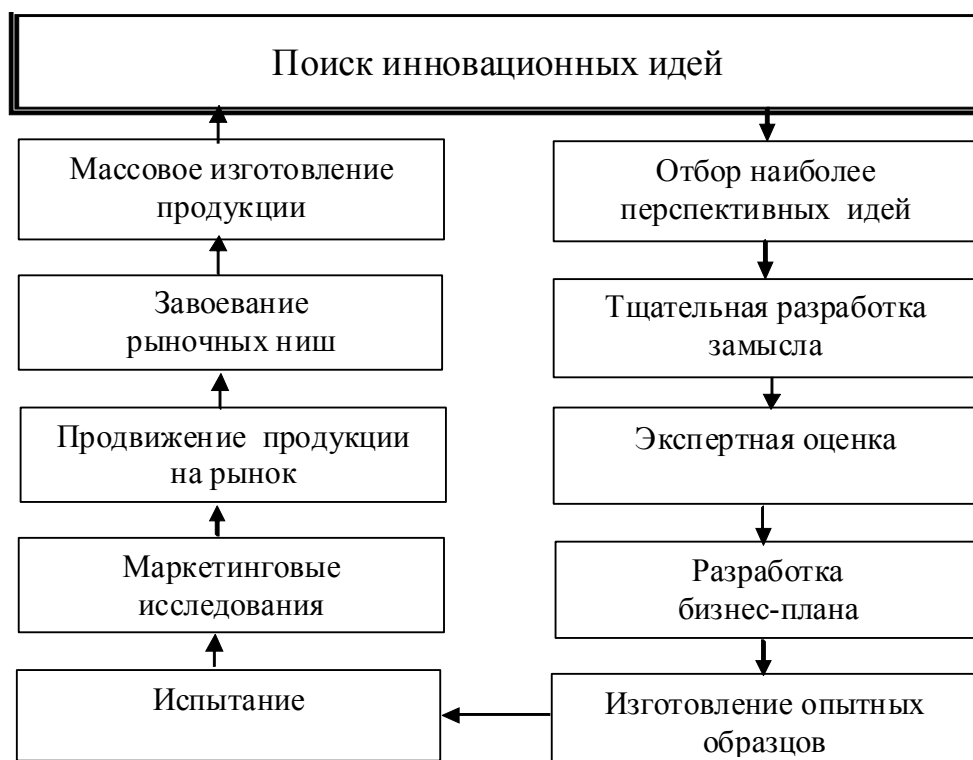 Поиск инновационных идей
Массовое изготовление
продукции
Завоевание
рыночных ниш
Продвижение продукции
на рынок
Маркетинговые
исследования
Испытание
Отбор наиболее
перспективных идей
Тщательная разработка
замысла
Экспертная оценка
Разработка
бизнес-плана
Изготовление опытных
образцов